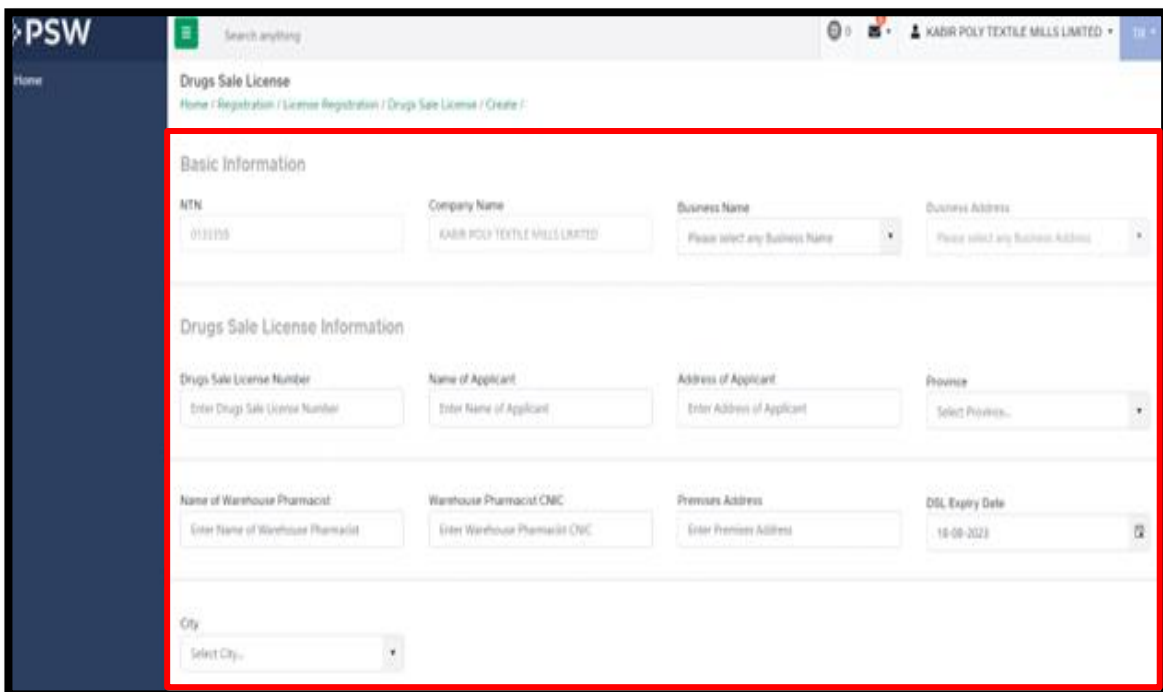 PSW
Search anything
KABIR POLY TEXTILE MILLS LIMITED
Home
Drugs Sale License
Home / Registration / License Registration / Drugs Sale License / Create /
Basic Information
NTN Company Name Business Name Business Address
KABIR POLY TEXTILE MILLS LIMITED Please select any Business Name Please select any Business Address
Drugs Sale License Information
Drugs Sale License Number Name of Applicant Address of Applicant Province
Enter Drugs Sale License Number Enter Name of Applicant Enter Address of Applicant Select Province...
Name of Warehouse Pharmacist Warehouse Pharmacist CNIC Premises Address DSL Expiry Date
Enter Name of Warehouse Pharmacist Enter Warehouse Pharmacist CNIC Enter Premises Address 18-08-2023
City
Select City...